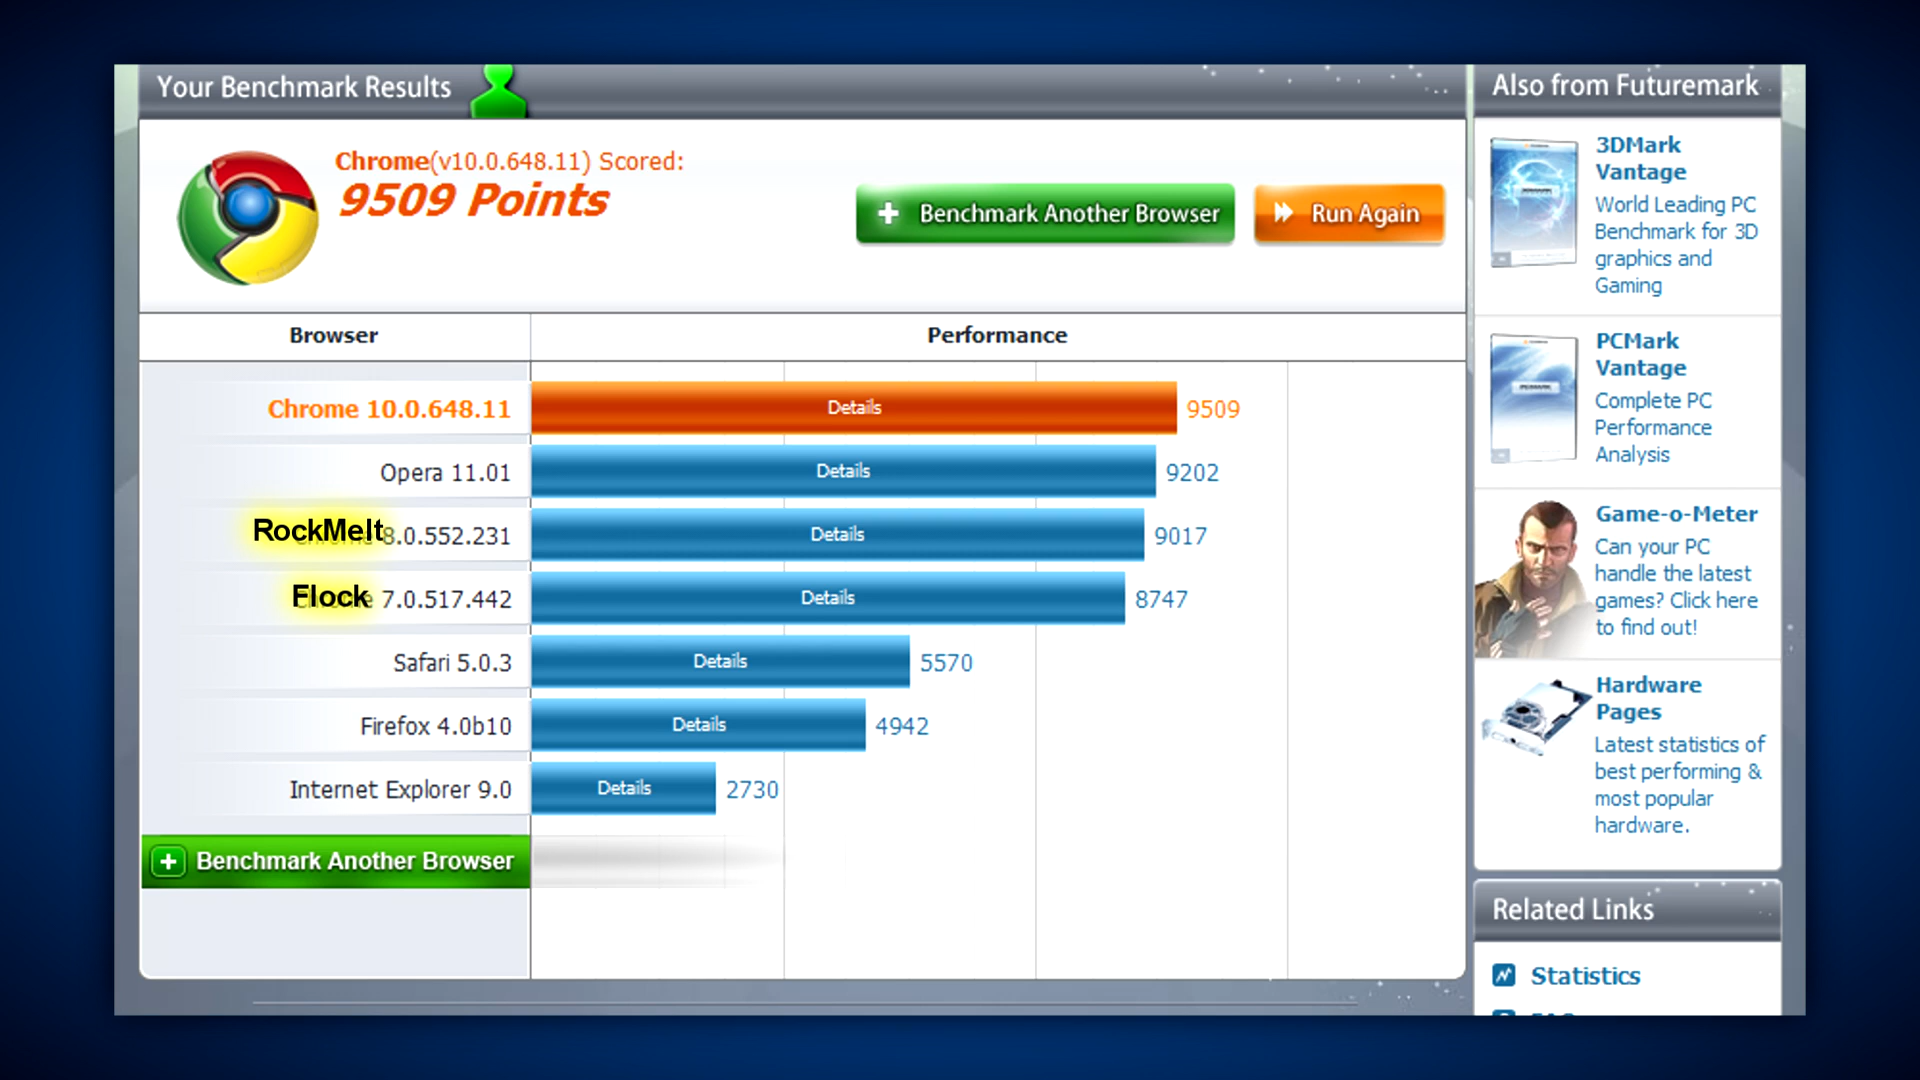 Your Benchmark Results
Chrome(v10.0.648.11) Scored:
9509 Points
Benchmark Another Browser
Run Again
Browser
Performance
Chrome 10.0.648.11
Details
9509
Opera 11.01
Details
9202
RockMelt 8.0.552.231
Details
9017
Flock 7.0.517.442
Details
8747
Safari 5.0.3
Details
5570
Firefox 4.0b10
Details
4942
Internet Explorer 9.0
Details
2730
Benchmark Another Browser
Also from Futuremark
3DMark
Vantage
World Leading PC
Benchmark for 3D
graphics and
Gaming
PCMark
Vantage
Complete PC
Performance
Analysis
Game-o-Meter
Can your PC
handle the latest
games? Click here
to find out!
Hardware
Pages
Latest statistics of
best performing &
most popular
hardware.
Related Links
Statistics